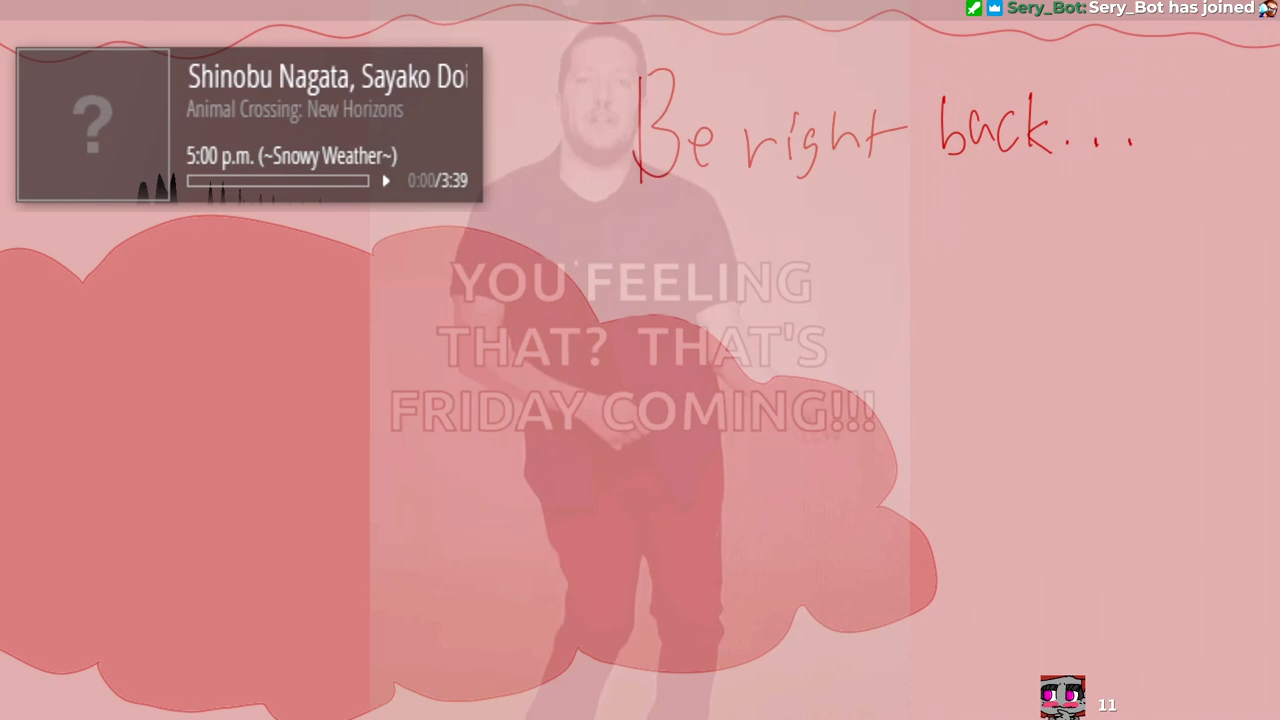 Sery_Bot: Sery_Bot has joined
Shinobu Nagata, Sayako Doi
Animal Crossing: New Horizons
5:00 p.m. (~Snowy Weather~)
0:00/3:39
?
Be right back...
YOU FEELING
THAT? THAT'S
FRIDAY COMING!!!
11